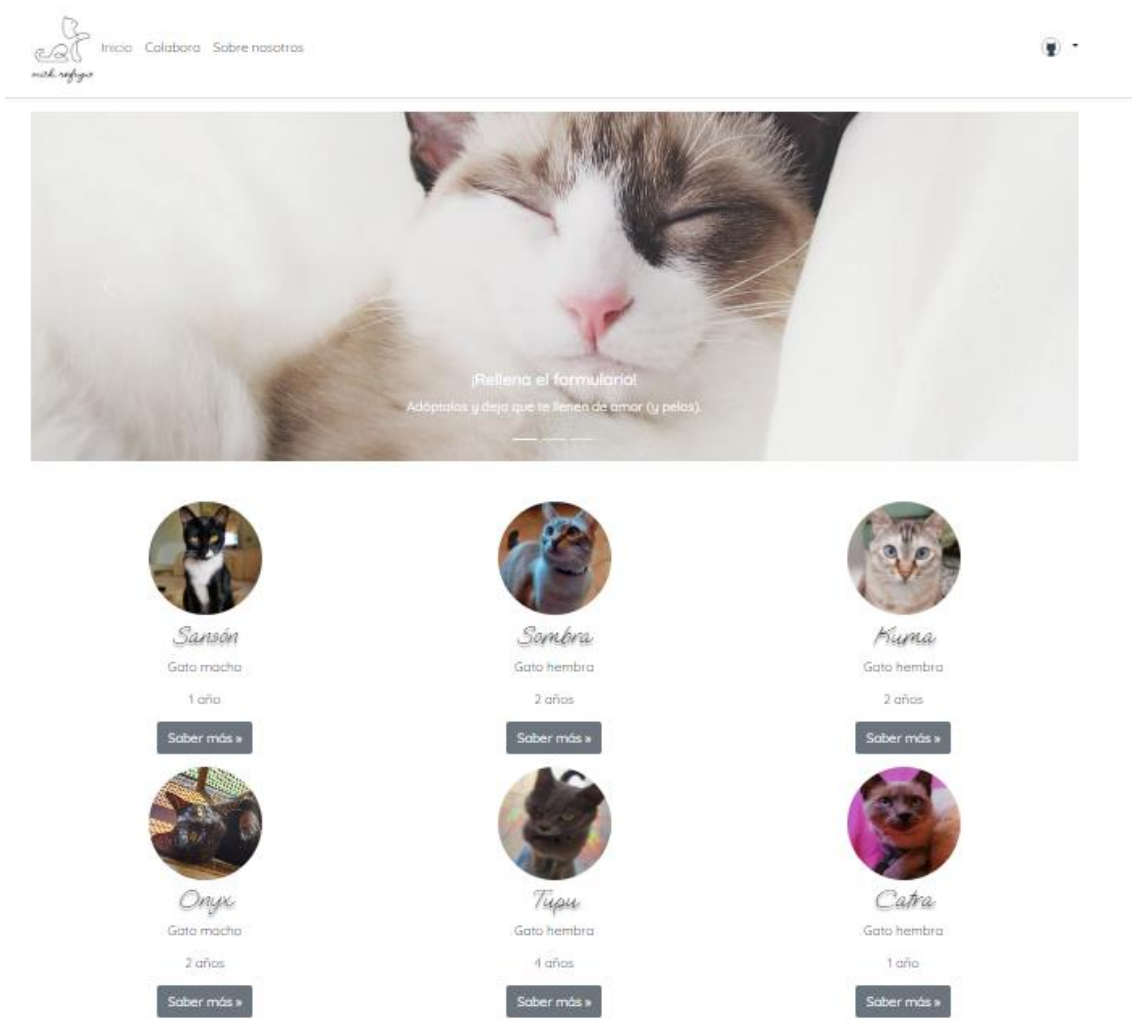 Inicio Colabora Sobre nosotros
¡Rellena el formulario!
Adóptalos y deja que te llenen de amor (y pelos).
Sansón Sombra Kuma
Gato macho Gato hembra Gato hembra
1 año 2 años 2 años
Saber más » Saber más » Saber más »
Onyx Tupu Catra
Gato macho Gato hembra Gato hembra
2 años 4 años 1 año
Saber más » Saber más » Saber más »